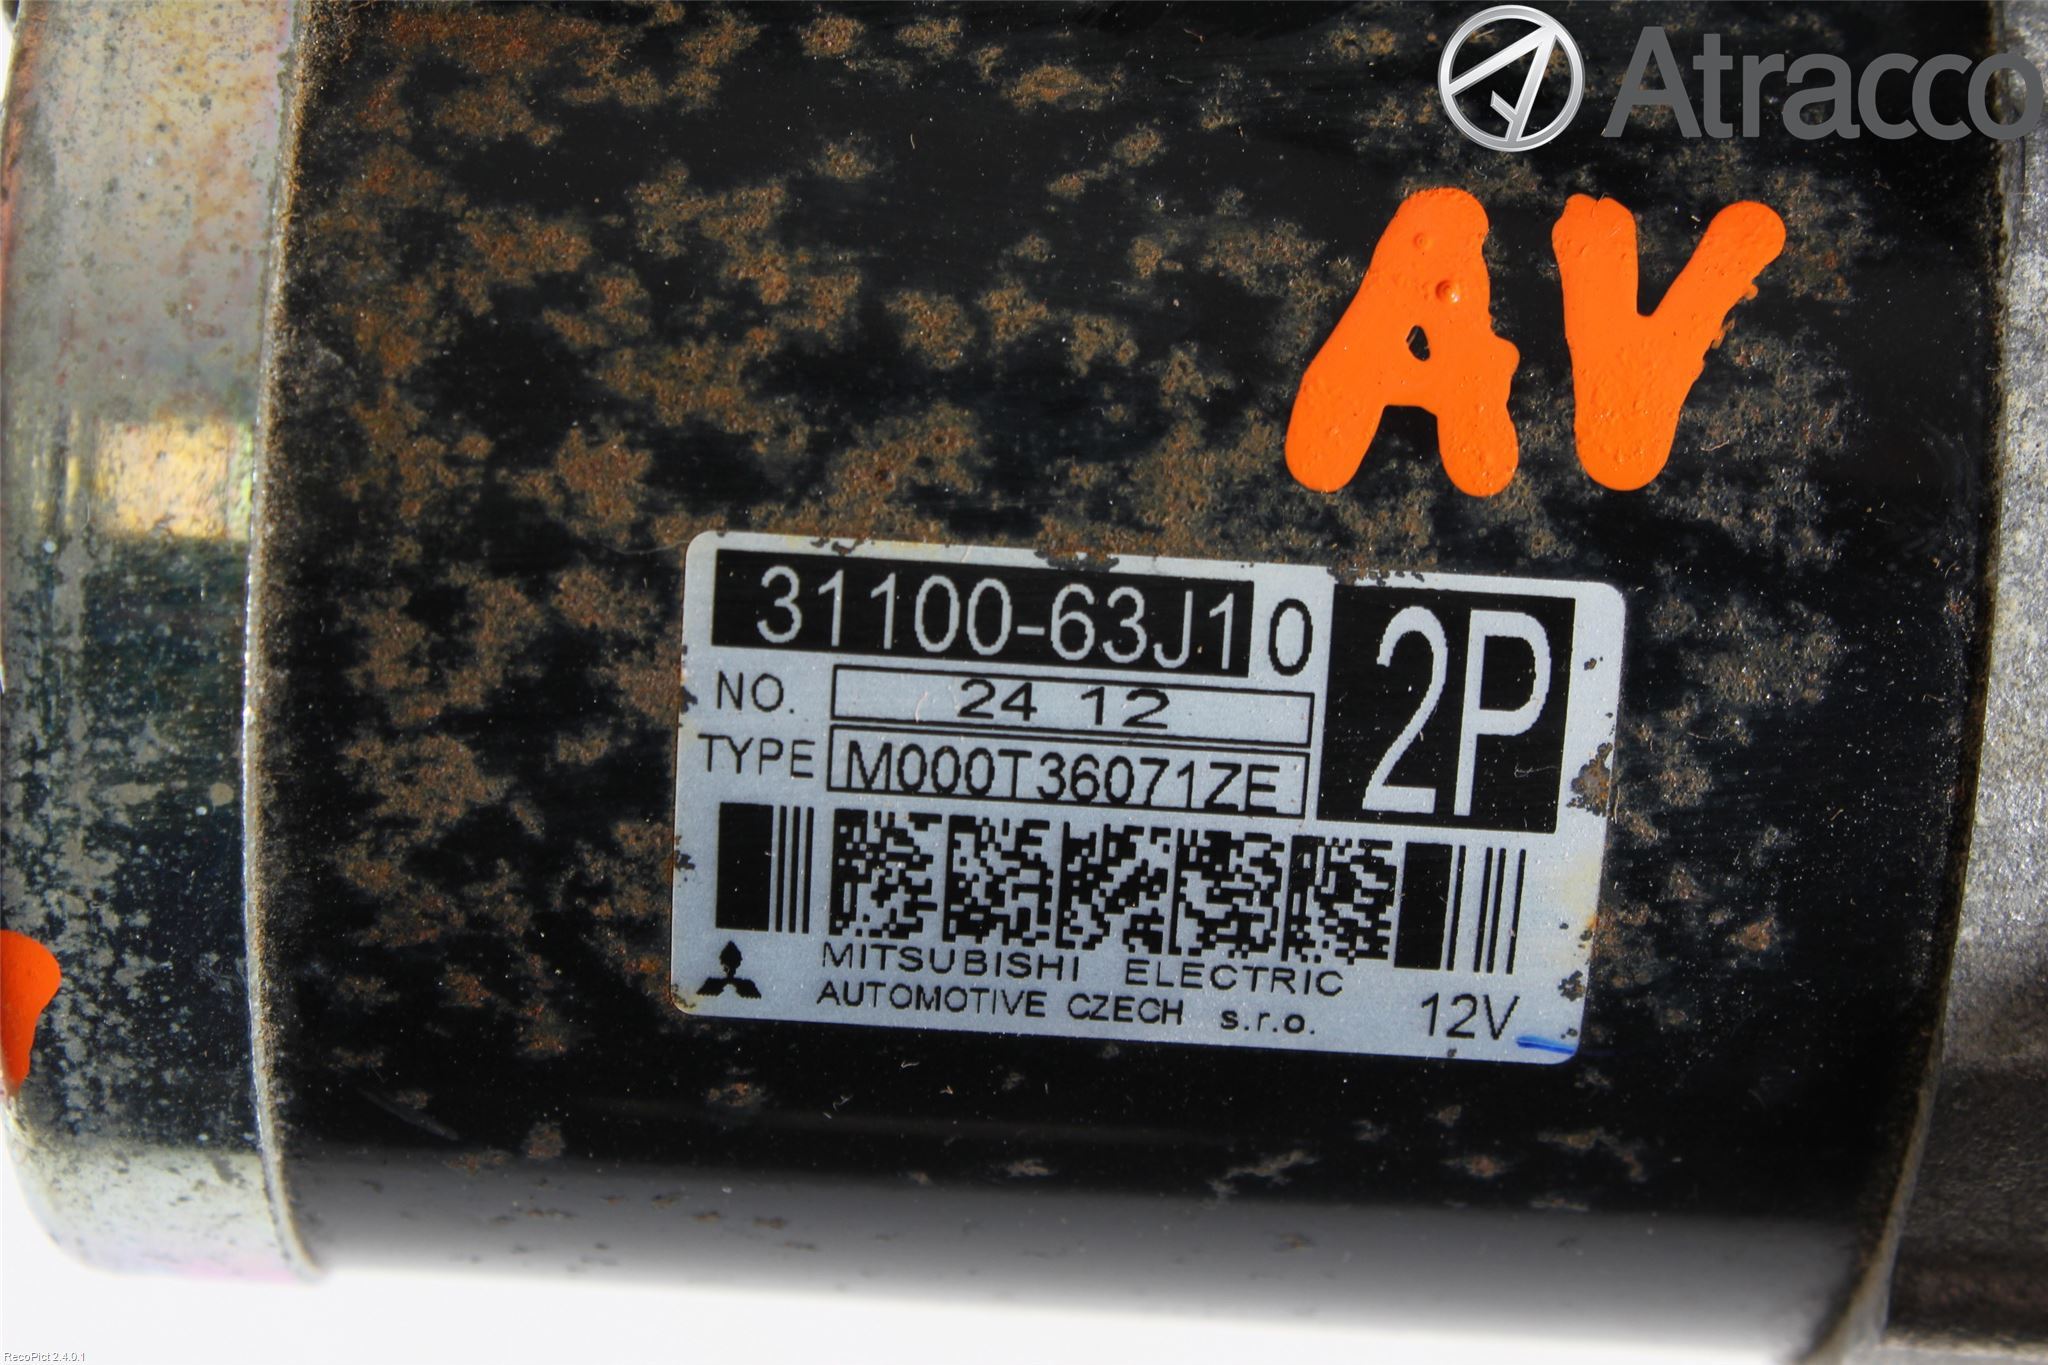 Atracco
AV
31100-63J10
2P
NO. 24 12
TYPE M000T36071ZE
MITSUBISHI ELECTRIC
AUTOMOTIVE CZECH s.r.o.
12V
RecoPict 2.4.0.1